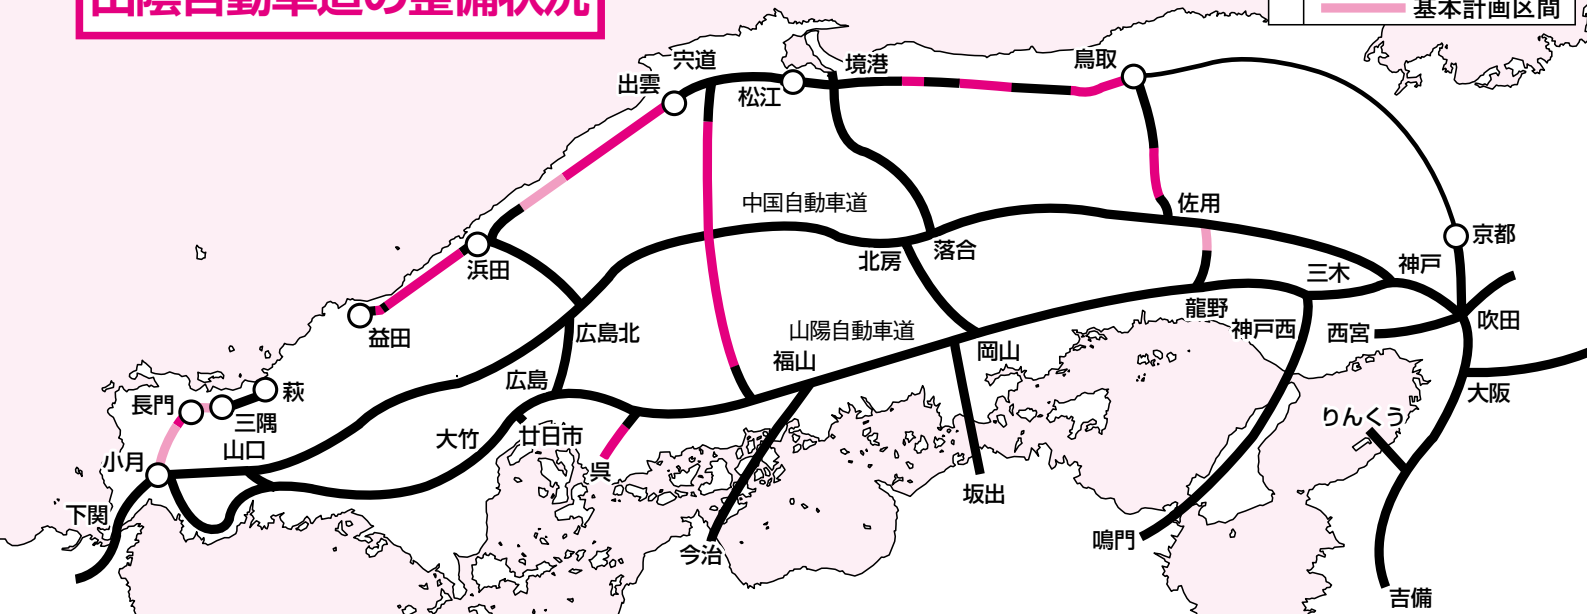 山陰自動車道の整備状況
基本計画区間
宍道
境港
鳥取
出雲
松江
中国自動車道
佐用
京都
北房
落合
浜田
三木
神戸
龍野
吹田
益田
広島北
山陽自動車道
神戸西
西宮
福山
岡山
広島
萩
大阪
長門
三隅
りんくう
大竹
廿日市
山口
小月
呉
坂出
下関
今治
鳴門
吉備